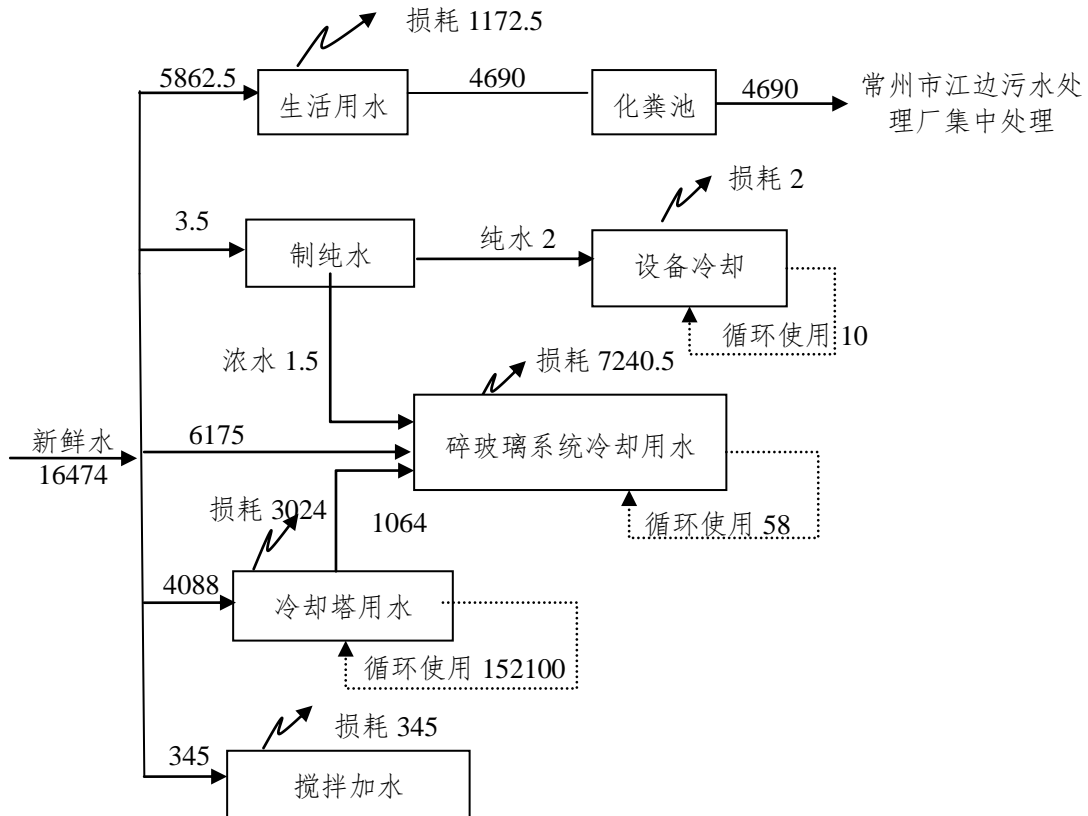 损耗 1172.5
5862.5
生活用水
4690
化粪池
4690
常州市江边污水处
理厂集中处理
损耗 2
3.5
制纯水
纯水 2
设备冷却
循环使用 10
浓水 1.5
损耗 7240.5
新鲜水
16474
6175
碎玻璃系统冷却用水
损耗 3024
1064
循环使用 58
4088
冷却塔用水
循环使用 152100
损耗 345
345
搅拌加水